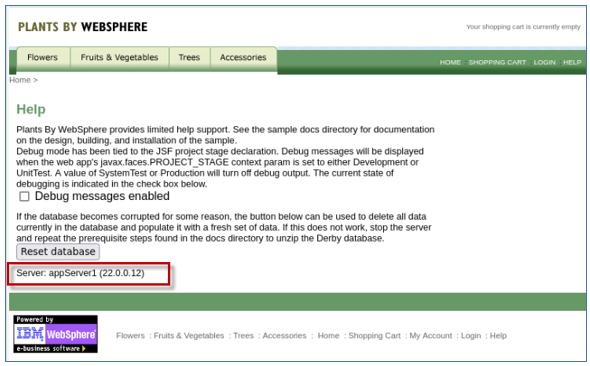 PLANTS BY WEBSPHERE
Your shopping cart is currently empty
Flowers Fruits & Vegetables Trees Accessories
HOME SHOPPING CART LOGIN HELP
Home >
Help
Plants By WebSphere provides limited help support. See the sample docs directory for documentation
on the design, building, and installation of the sample.
Debug mode has been tied to the JSF project stage declaration. Debug messages will be displayed
when the web app's javax.faces.PROJECT_STAGE context param is set to either Development or
UnitTest. A value of SystemTest or Production will turn off debug output. The current state of
debugging is indicated in the check box below.
Debug messages enabled
If the database becomes corrupted for some reason, the button below can be used to delete all data
currently in the database and populate it with a fresh set of data. If this does not work, stop the server
and repeat the prerequisite steps found in the docs directory to unzip the Derby database.
Reset database
Server: appServer1 (22.0.0.12)
Powered by
IBM WebSphere
e-business software
Flowers : Fruits & Vegetables : Trees : Accessories : Home : Shopping Cart : My Account : Login : Help